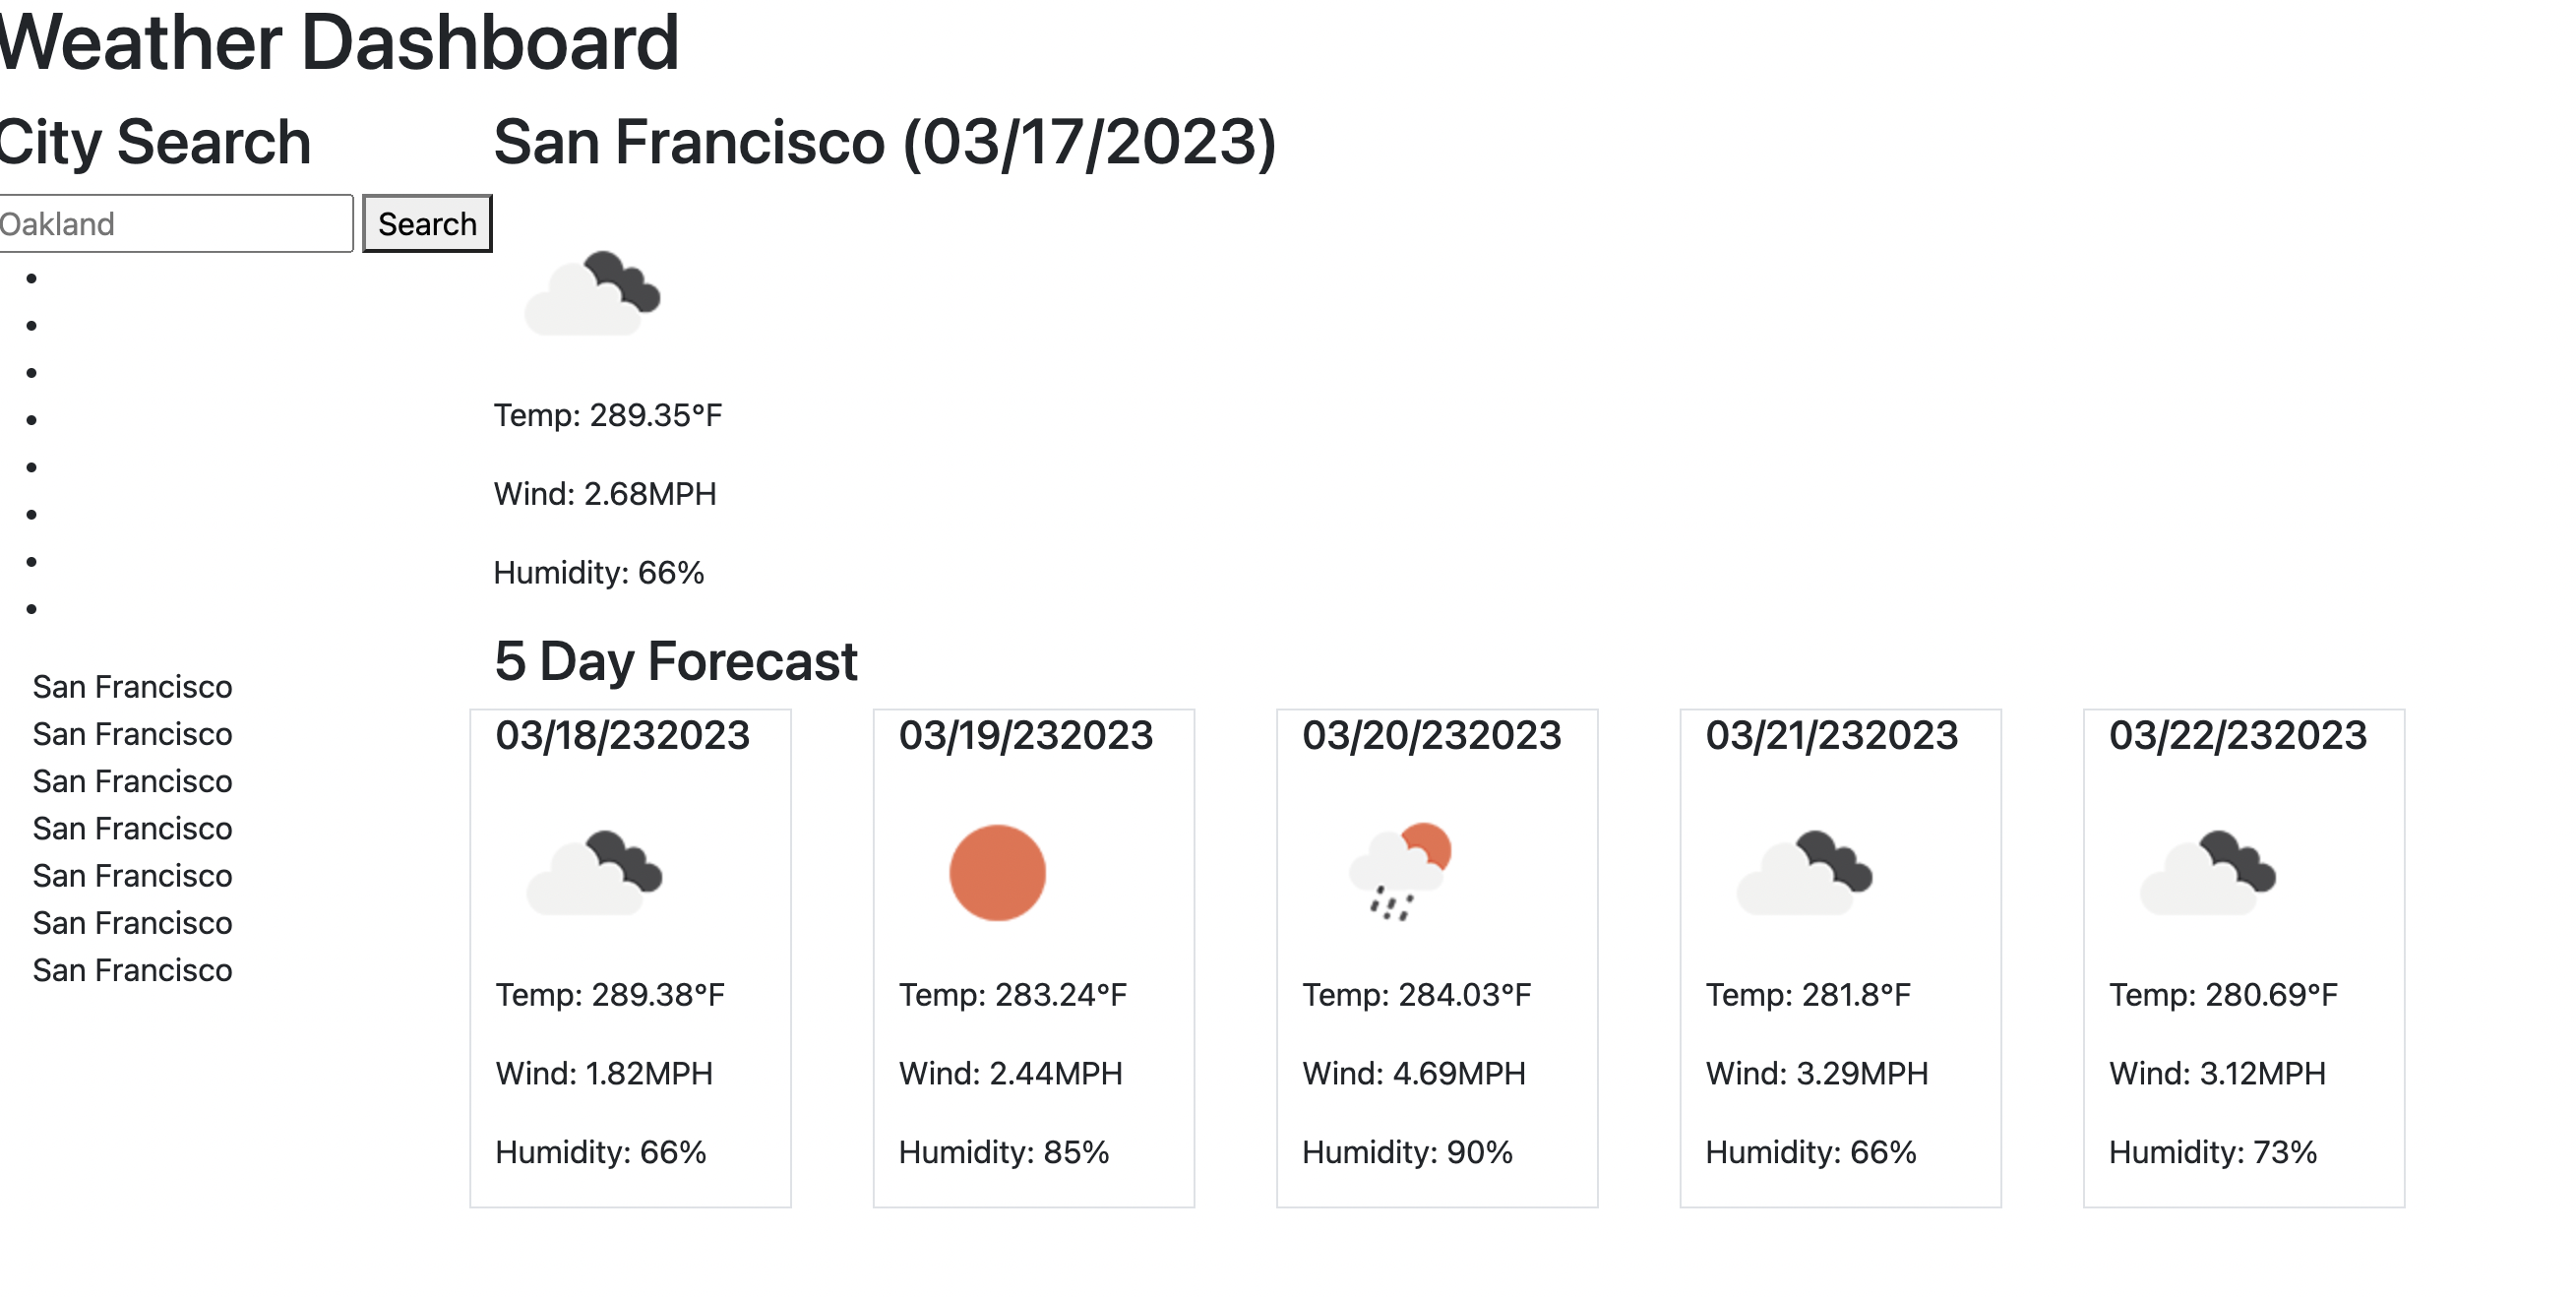 Weather Dashboard
City Search
Oakland
Search
San Francisco
San Francisco
San Francisco
San Francisco
San Francisco
San Francisco
San Francisco
San Francisco (03/17/2023)
Temp: 289.35°F
Wind: 2.68MPH
Humidity: 66%
5 Day Forecast
03/18/232023
Temp: 289.38°F
Wind: 1.82MPH
Humidity: 66%
03/19/232023
Temp: 283.24°F
Wind: 2.44MPH
Humidity: 85%
03/20/232023
Temp: 284.03°F
Wind: 4.69MPH
Humidity: 90%
03/21/232023
Temp: 281.8°F
Wind: 3.29MPH
Humidity: 66%
03/22/232023
Temp: 280.69°F
Wind: 3.12MPH
Humidity: 73%